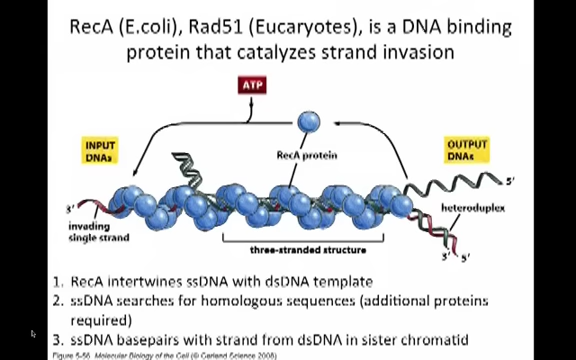 RecA (E.coli), Rad51 (Eucaryotes), is a DNA binding
protein that catalyzes strand invasion
ATP
INPUT
DNAs
RecA protein
OUTPUT
DNAs
5'
3'
invading
single strand
heteroduplex
three-stranded structure
3' 5'
1. RecA intertwines ssDNA with dsDNA template
2. ssDNA searches for homologous sequences (additional proteins
required)
3. ssDNA basepairs with strand from dsDNA in sister chromatid
Figure 5-56 Molecular Biology of the Cell (© Garland Science 2008)